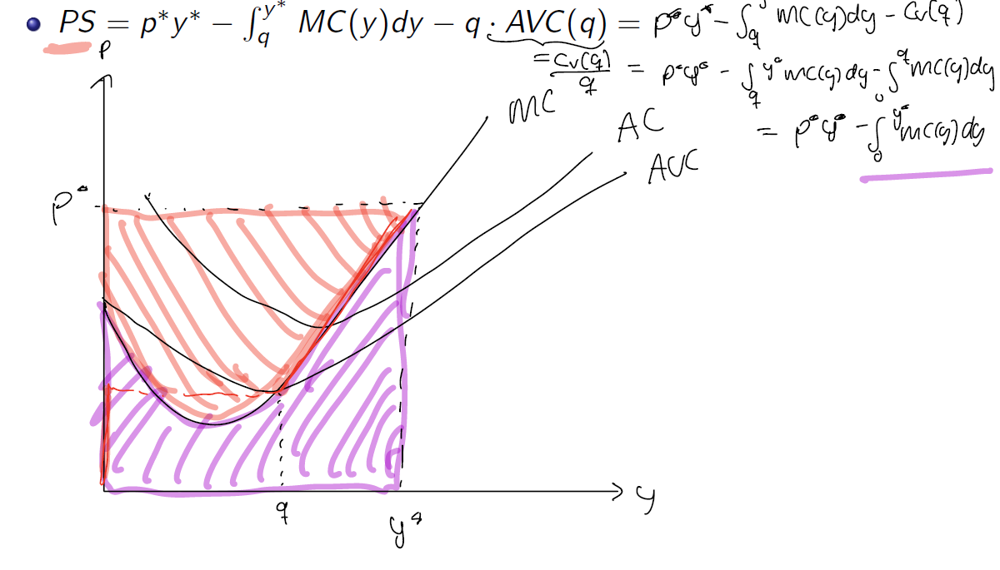 • PS = p*y* − ∫_q^{y*} MC(y)dy − q · AVC(q) = p*y* − ∫_q^{y*} MC(y)dy − Cv(q)
= Cv(q)/q = p*y* − ∫_q^{y*} MC(y)dy − ∫_0^q MC(y)dy
= p*y* − ∫_0^{y*} MC(y)dy
p
MC
AC
AVC
p*
q
y*
y